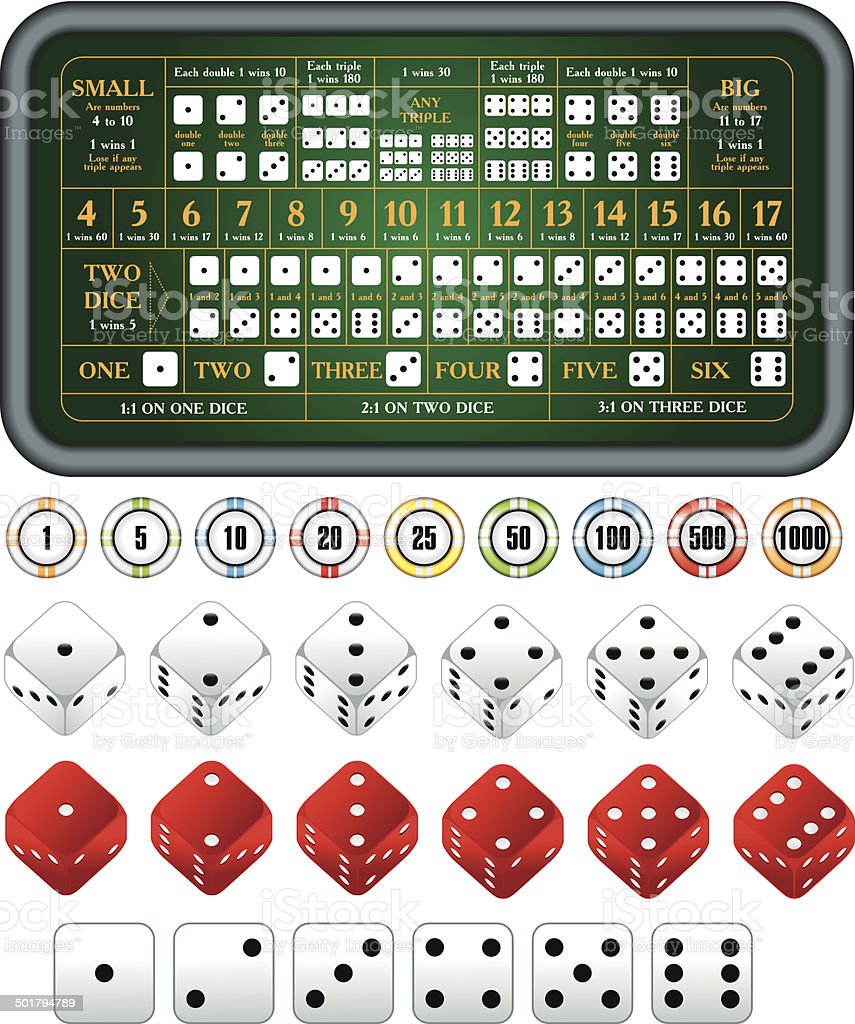 SMALL
Are numbers
4 to 10
1 wins 1
Lose if any
triple appears
Each double 1 wins 10
double one
double two
double three
Each triple
1 wins 180
1 wins 30
ANY
TRIPLE
Each triple
1 wins 180
Each double 1 wins 10
double four
double five
double six
BIG
Are numbers
11 to 17
1 wins 1
Lose if any
triple appears
4 5 6 7 8 9 10 11 12 13 14 15 16 17
1 wins 60 1 wins 30 1 wins 17 1 wins 12 1 wins 8 1 wins 6 1 wins 6 1 wins 6 1 wins 6 1 wins 8 1 wins 12 1 wins 17 1 wins 30 1 wins 60
TWO
DICE
1 wins 5
1 and 2 1 and 3 1 and 4 1 and 5 1 and 6 2 and 3 2 and 4 2 and 5 2 and 6 3 and 4 3 and 5 3 and 6 4 and 5 4 and 6 5 and 6
ONE TWO THREE FOUR FIVE SIX
1:1 ON ONE DICE 2:1 ON TWO DICE 3:1 ON THREE DICE
1 5 10 20 25 50 100 500 1000
iStock
by Getty Images™
501794789